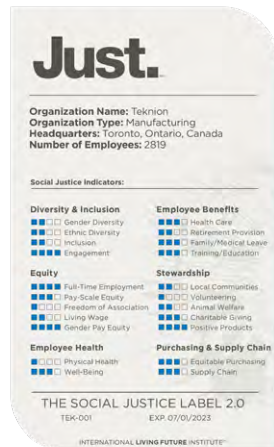 Just.
Organization Name: Teknion
Organization Type: Manufacturing
Headquarters: Toronto, Ontario, Canada
Number of Employees: 2819
Social Justice Indicators:
Diversity & Inclusion
Gender Diversity
Ethnic Diversity
Inclusion
Engagement
Equity
Full-Time Employment
Pay-Scale Equity
Freedom of Association
Living Wage
Gender Pay Equity
Employee Health
Physical Health
Well-Being
Employee Benefits
Health Care
Retirement Provision
Family/Medical Leave
Training/Education
Stewardship
Local Communities
Volunteering
Animal Welfare
Charitable Giving
Positive Products
Purchasing & Supply Chain
Equitable Purchasing
Supply Chain
THE SOCIAL JUSTICE LABEL 2.0
TEK-001 EXP. 07/01/2023
INTERNATIONAL LIVING FUTURE INSTITUTE